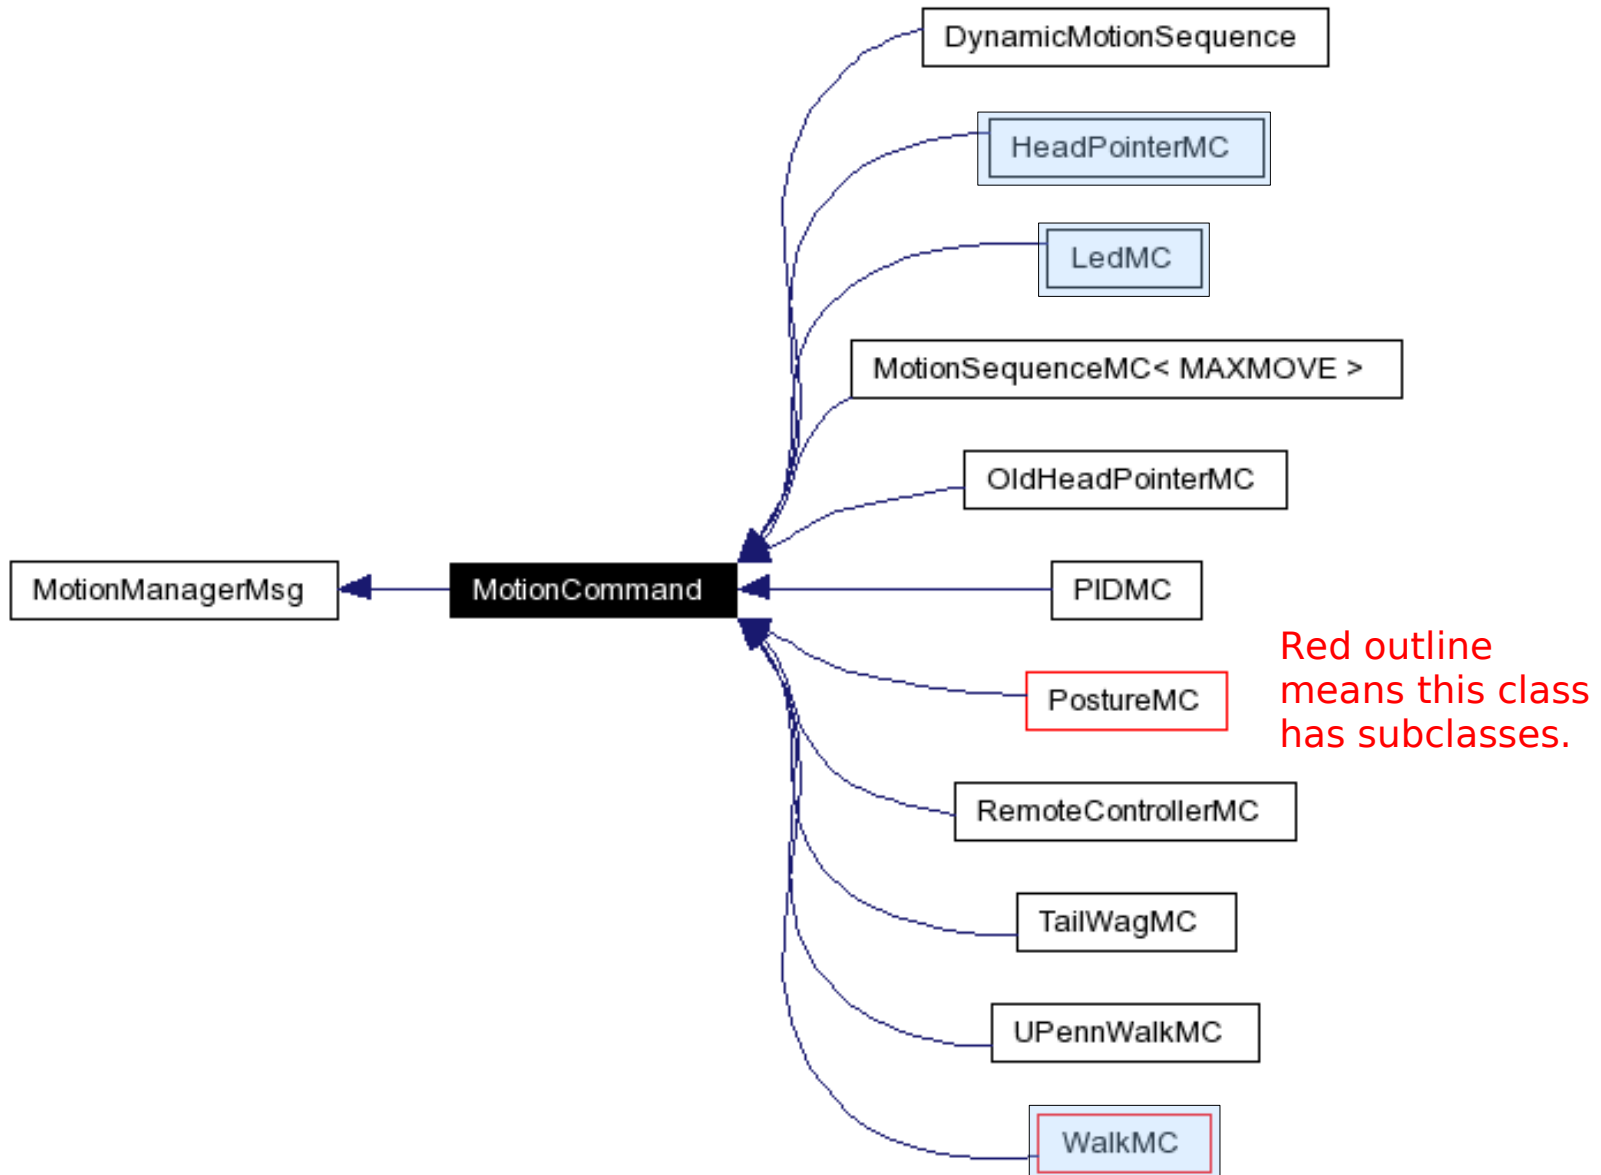 DynamicMotionSequence
HeadPointerMC
LedMC
MotionSequenceMC< MAXMOVE >
OldHeadPointerMC
MotionManagerMsg
MotionCommand
PIDMC
Red outline
means this class
has subclasses.
PostureMC
RemoteControllerMC
TailWagMC
UPennWalkMC
WalkMC